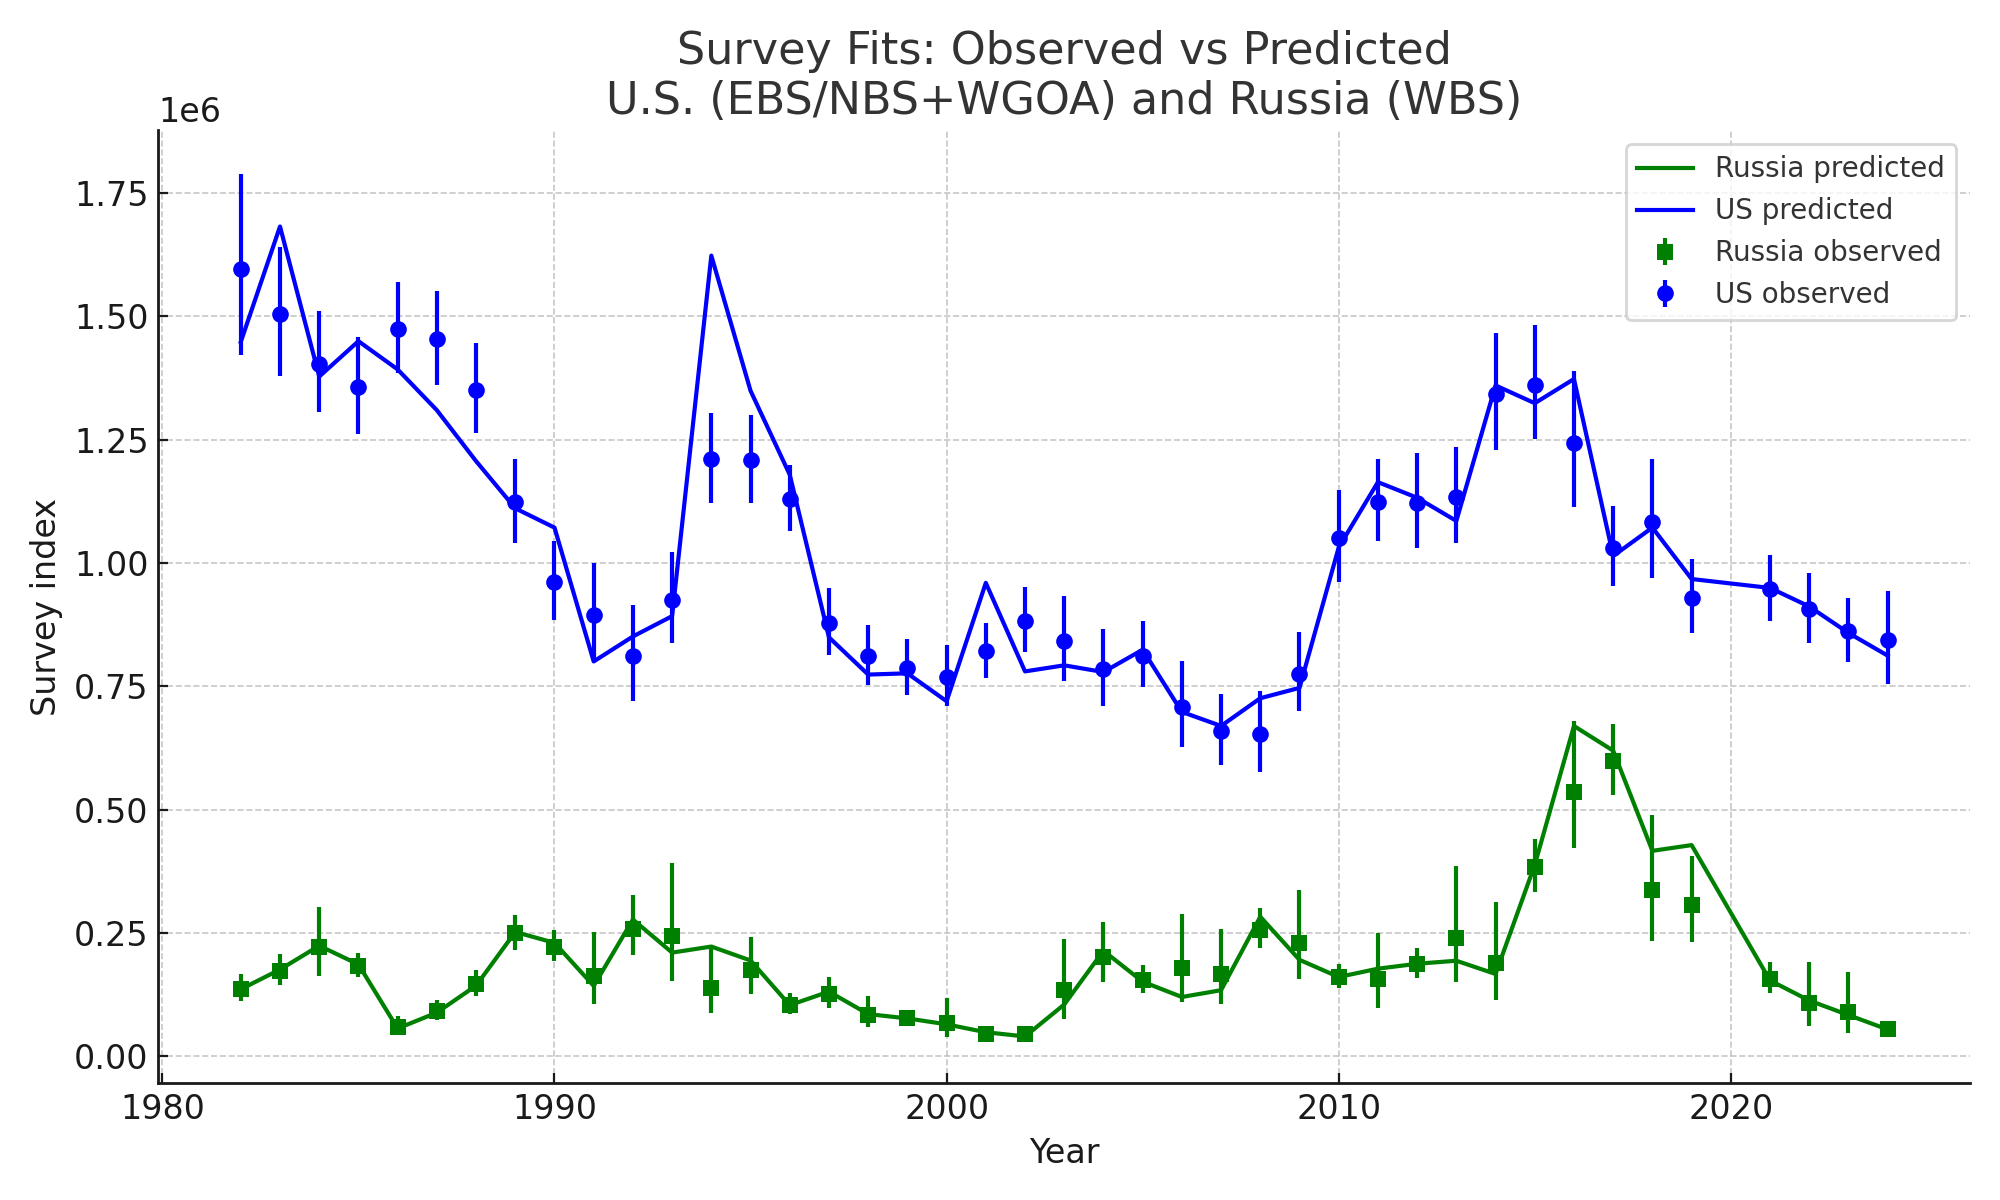 Survey Fits: Observed vs Predicted
U.S. (EBS/NBS+WGOA) and Russia (WBS)
1e6
Russia predicted
US predicted
Russia observed
US observed
1.75
1.50
1.25
1.00
0.75
0.50
0.25
0.00
Survey index
1980 1990 2000 2010 2020
Year